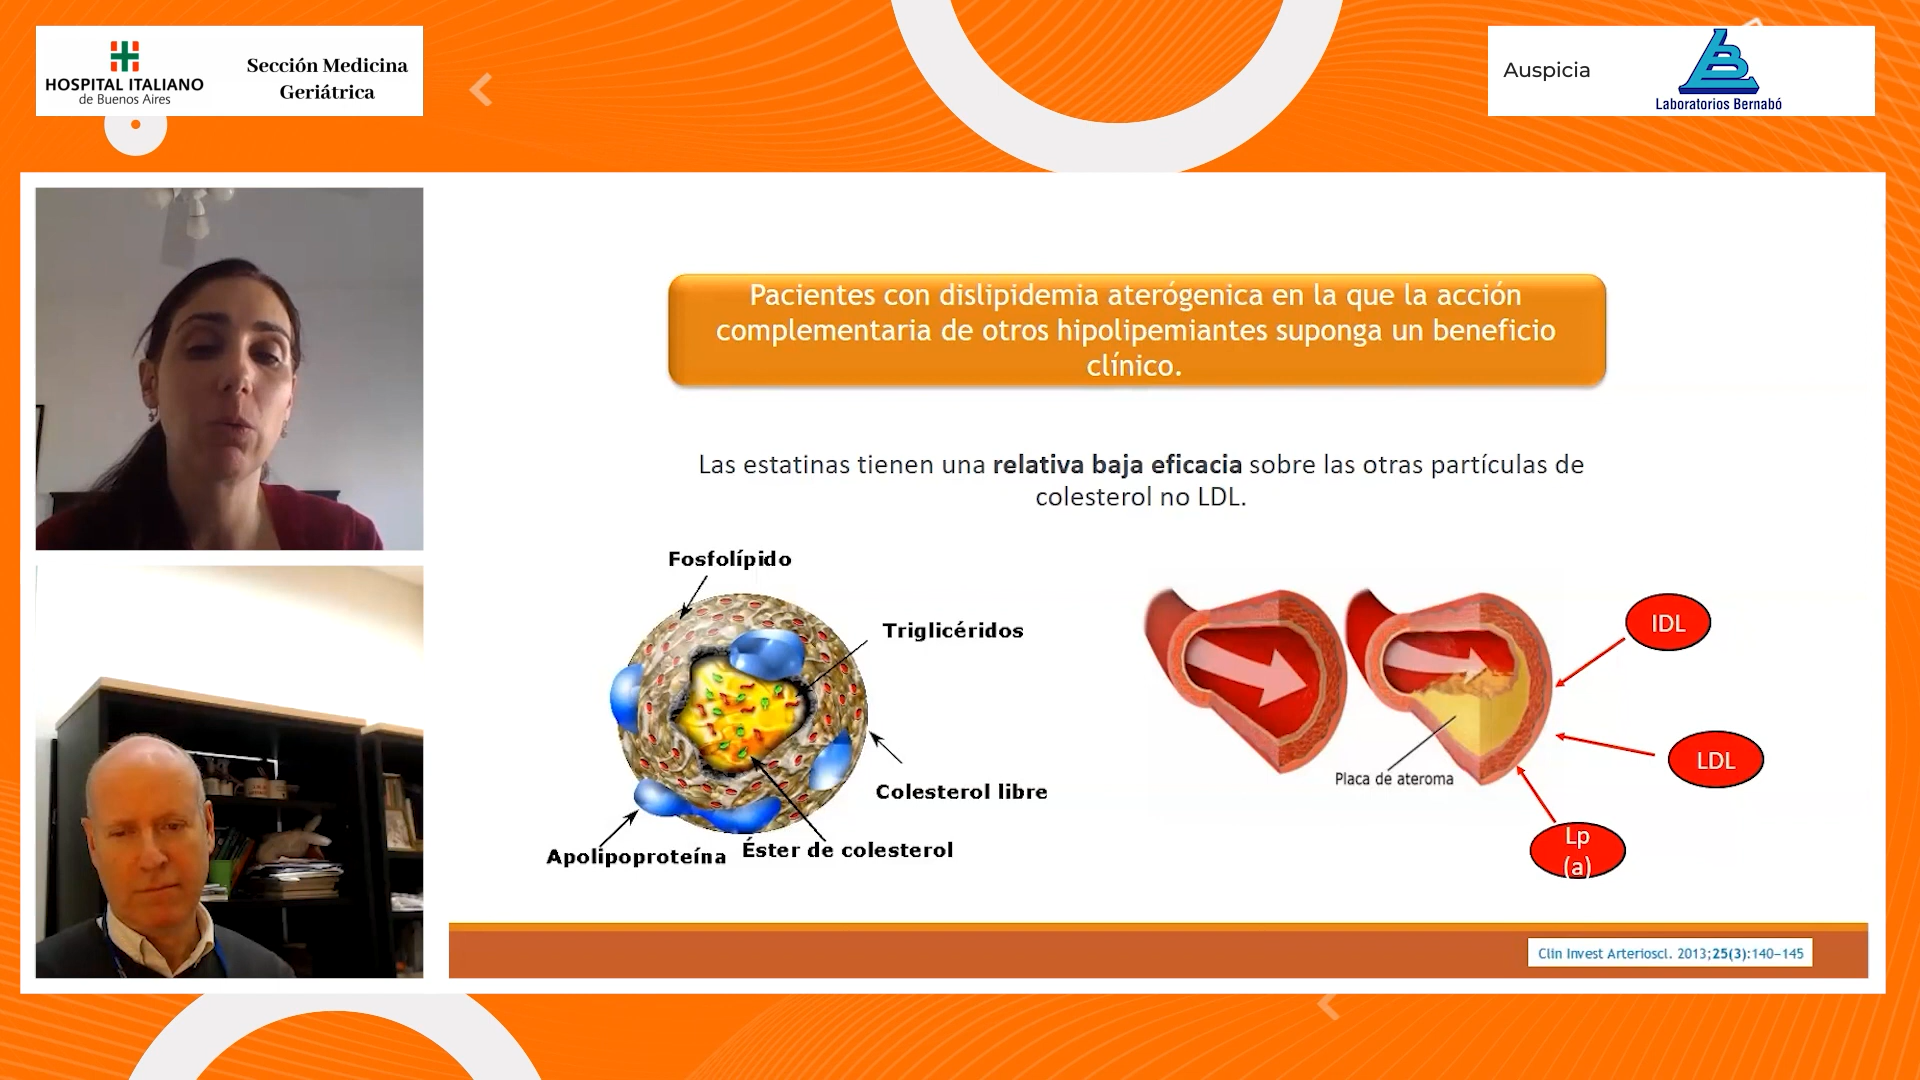 HOSPITAL ITALIANO
de Buenos Aires
Sección Medicina
Geriátrica
Auspicia
Laboratorios Bernabó
Pacientes con dislipidemia aterógenica en la que la acción
complementaria de otros hipolipemiantes suponga un beneficio
clínico.
Las estatinas tienen una relativa baja eficacia sobre las otras partículas de
colesterol no LDL.
Fosfolípido
Triglicéridos
Colesterol libre
Éster de colesterol
Apolipoproteína
Placa de ateroma
IDL
LDL
Lp
(a)
Clin Invest Arterioscl. 2013;25(3):140–145